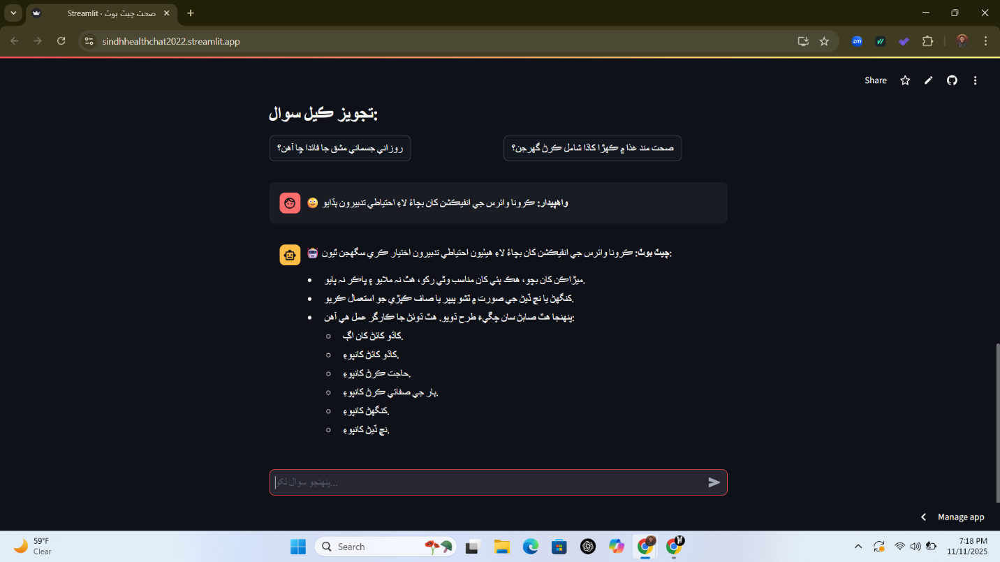 صحت چيٽ بوٽ · Streamlit
sindhhealthchat2022.streamlit.app
Share
تجويز ڪيل سوال:
روزاني جسماني مشق جا فائدا ڇا آهن؟
صحت مند غذا ۾ ڪهڙا کاڌا شامل ڪرڻ گهرجن؟
واهپيدار: ڪرونا وائرس جي انفيڪشن کان بچاءُ لاءِ احتياطي تدبيرون ٻڌايو
چيٽ بوٽ: ڪرونا وائرس جي انفيڪشن کان بچاءُ لاءِ هيٺيون احتياطي تدبيرون اختيار ڪري سگهجن ٿيون:
ميڙاڪن کان بچو، هڪ ٻئي کان مناسب وٿي رکو، هٿ نہ ملايو ۽ ڀاڪر نہ پايو.
کنگهڻ يا نڇ ڏيڻ جي صورت ۾ ٽشو پيپر يا صاف ڪپڙي جو استعمال ڪريو.
پنهنجا هٿ صابڻ سان چڱيءَ طرح ڌويو. هٿ ڌوئڻ جا ڪارگر عمل هي آهن:
کاڌو کائڻ کان اڳ.
کاڌو کائڻ کانپوءِ.
حاجت ڪرڻ کانپوءِ.
ٻار جي صفائي ڪرڻ کانپوءِ.
کنگهڻ کانپوءِ.
نڇ ڏيڻ کانپوءِ.
پنهنجو سوال لکو...
Manage app
59°F
Clear
Search
7:18 PM
11/11/2025
zm